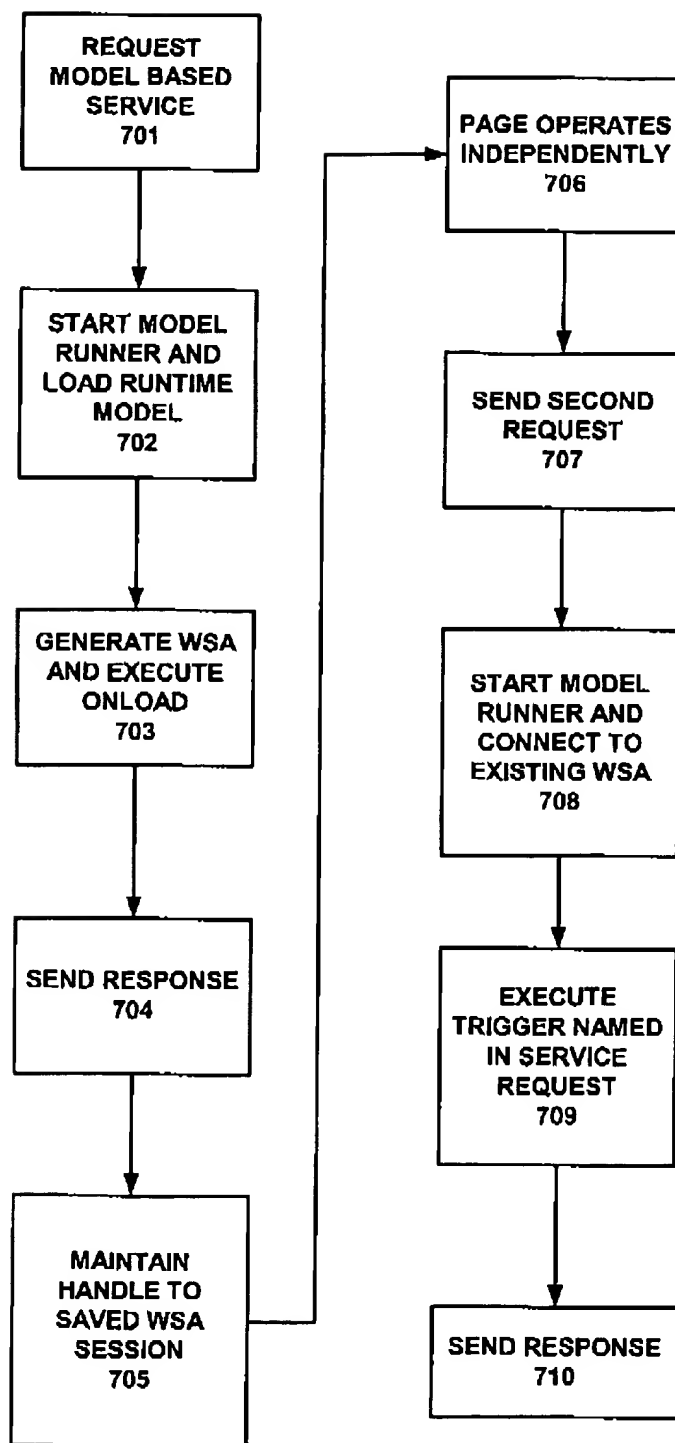 REQUEST
MODEL BASED
SERVICE
701
START MODEL
RUNNER AND
LOAD RUNTIME
MODEL
702
GENERATE WSA
AND EXECUTE
ONLOAD
703
SEND RESPONSE
704
MAINTAIN
HANDLE TO
SAVED WSA
SESSION
705
PAGE OPERATES
INDEPENDENTLY
706
SEND SECOND
REQUEST
707
START MODEL
RUNNER AND
CONNECT TO
EXISTING WSA
708
EXECUTE
TRIGGER NAMED
IN SERVICE
REQUEST
709
SEND RESPONSE
710